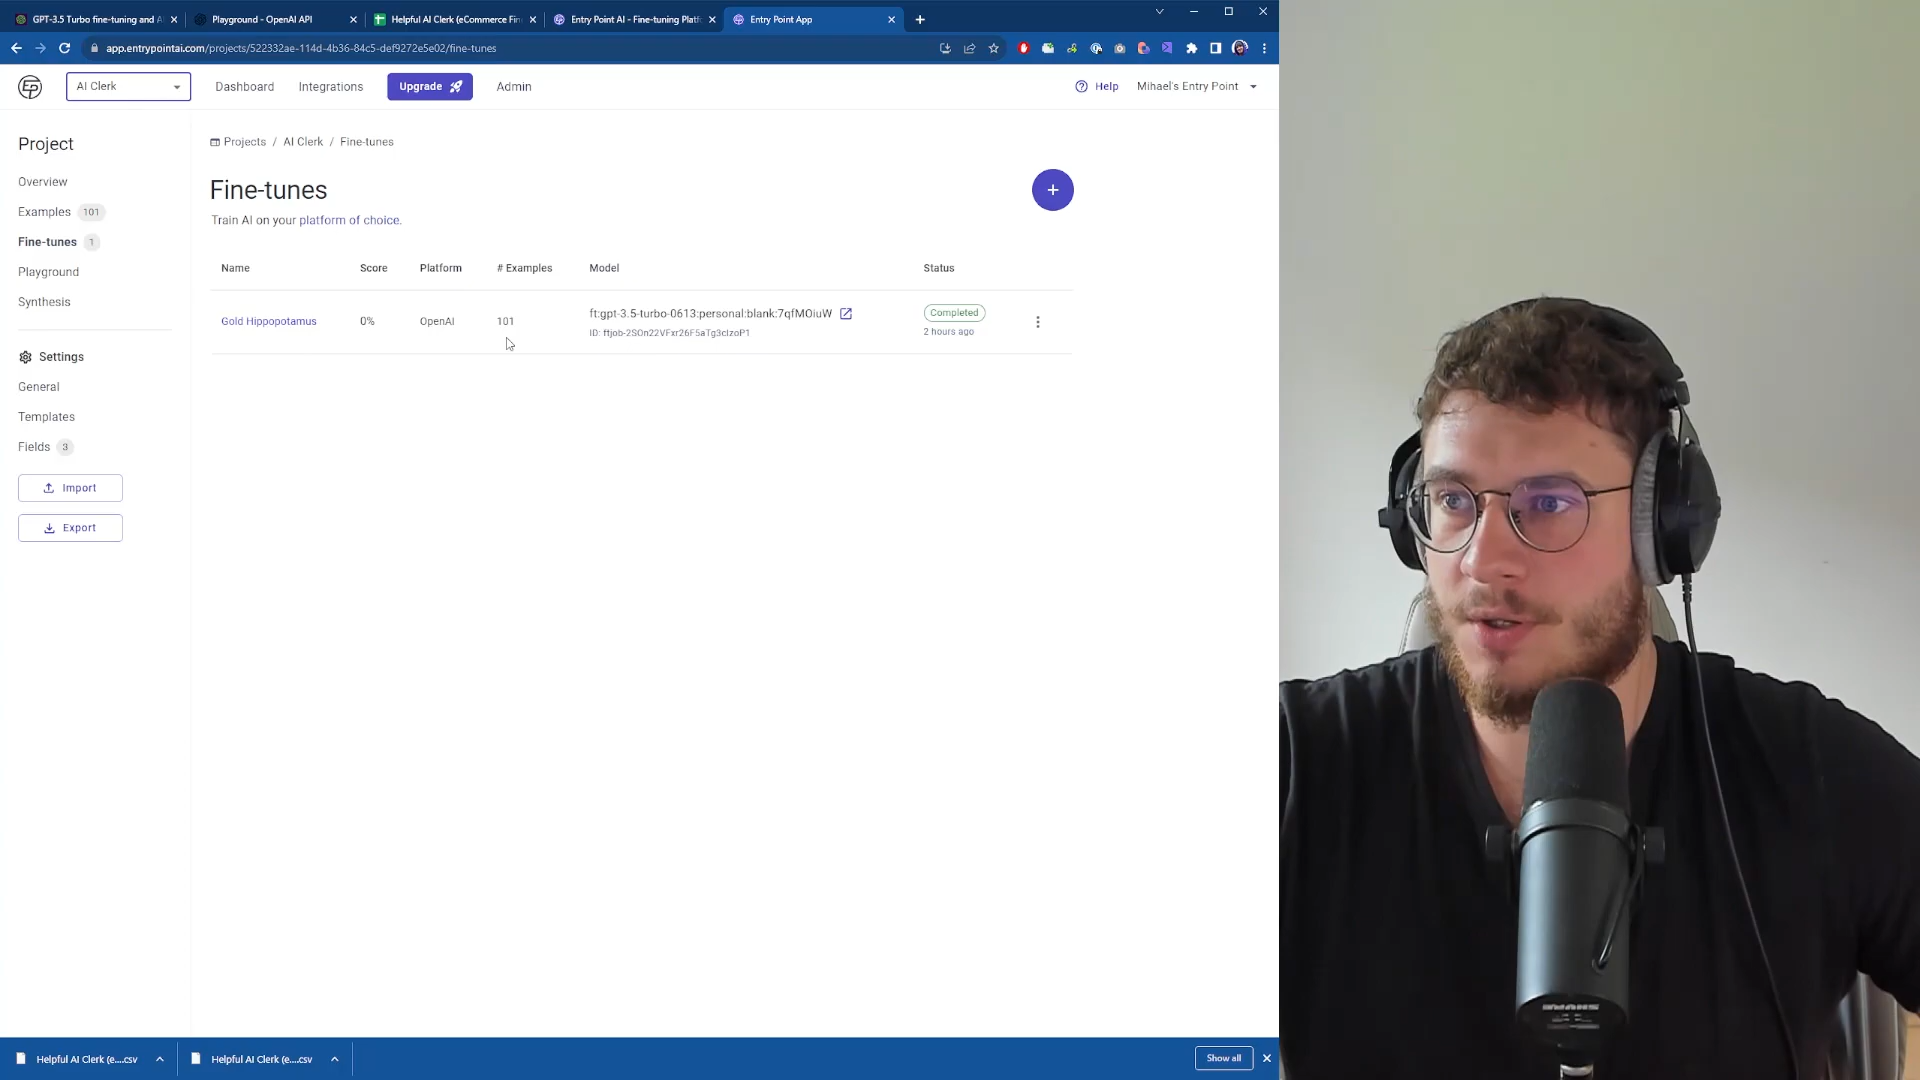 GPT-3.5 Turbo fine-tuning and A
Playground - OpenAI API
Helpful AI Clerk (eCommerce Fin
Entry Point AI - Fine-tuning Platf
Entry Point App
app.entrypointai.com/projects/522332ae-114d-4b36-84c5-def9272e5e02/fine-tunes
EP
AI Clerk
Dashboard
Integrations
Upgrade
Admin
Help
Mihael's Entry Point
Project
Overview
Examples 101
Fine-tunes 1
Playground
Synthesis
Settings
General
Templates
Fields 3
Import
Export
Projects / AI Clerk / Fine-tunes
Fine-tunes
Train AI on your platform of choice.
Name Score Platform # Examples Model Status
Gold Hippopotamus 0% OpenAI 101 ft:gpt-3.5-turbo-0613:personal:blank:7qfMOiuW Completed
ID: ftjob-2SOn22VFxr26F5aTg3cIzoP1 2 hours ago
Helpful AI Clerk (e....csv
Helpful AI Clerk (e....csv
Show all